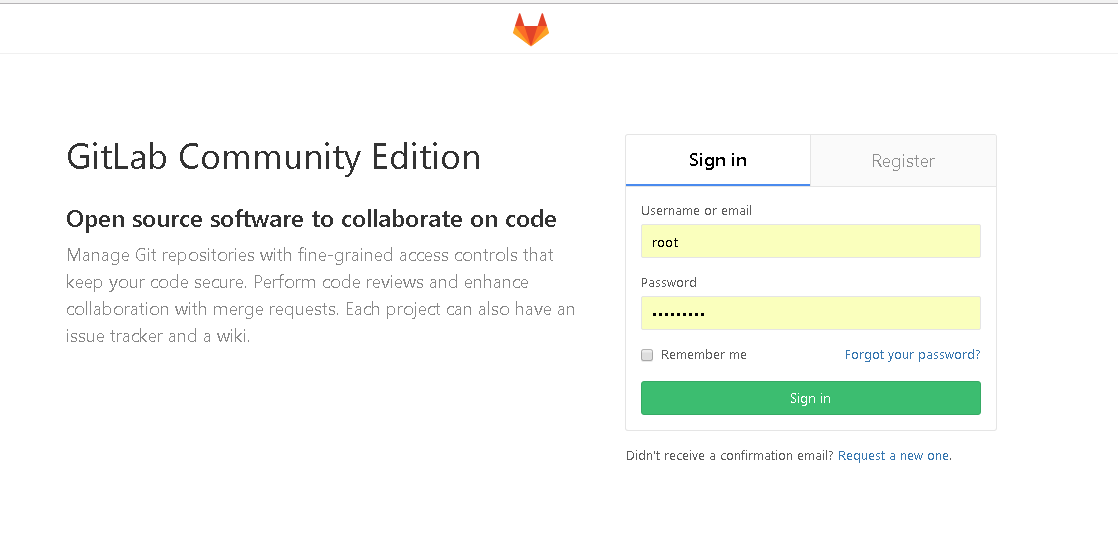 GitLab Community Edition
Open source software to collaborate on code
Manage Git repositories with fine-grained access controls that
keep your code secure. Perform code reviews and enhance
collaboration with merge requests. Each project can also have an
issue tracker and a wiki.
Sign in
Register
Username or email
root
Password
•••••••••
Remember me
Forgot your password?
Sign in
Didn't receive a confirmation email? Request a new one.